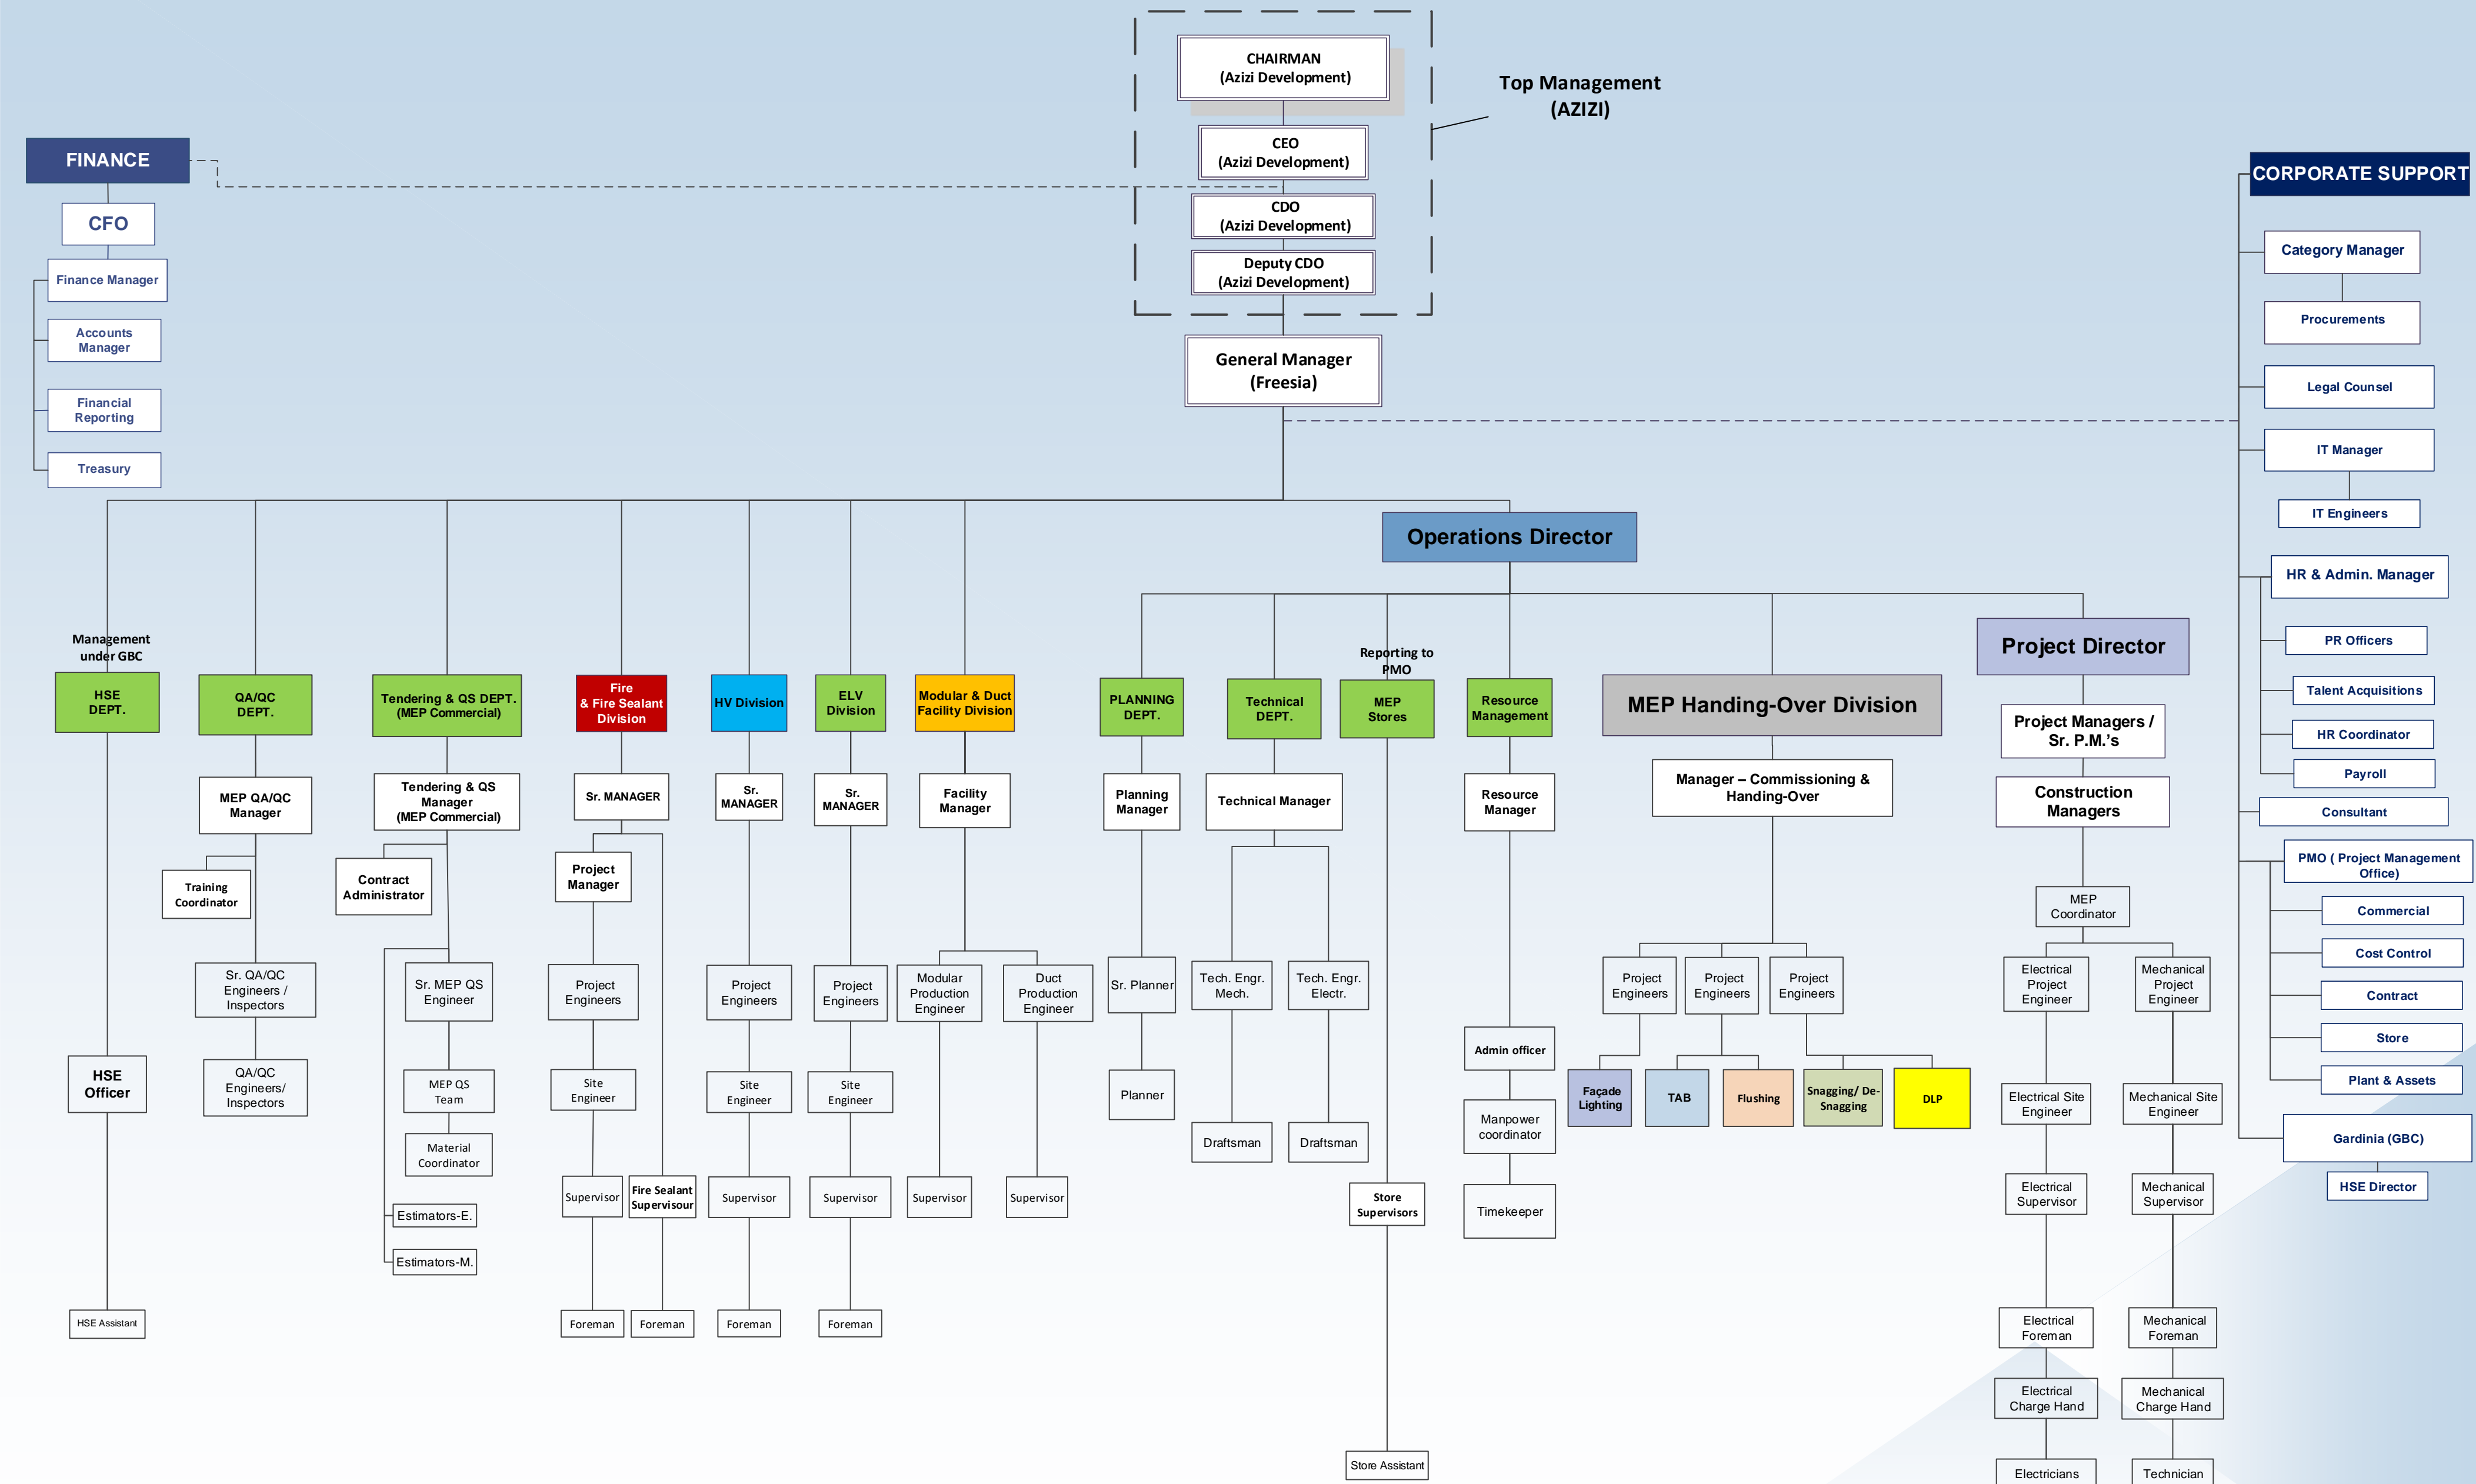 CHAIRMAN
(Azizi Development)
Top Management
(AZIZI)
CEO
(Azizi Development)
CDO
(Azizi Development)
Deputy CDO
(Azizi Development)
General Manager
(Freesia)
FINANCE
CFO
Finance Manager
Accounts
Manager
Financial
Reporting
Treasury
CORPORATE SUPPORT
Category Manager
Procurements
Legal Counsel
IT Manager
IT Engineers
HR & Admin. Manager
PR Officers
Talent Acquisitions
HR Coordinator
Payroll
Consultant
PMO ( Project Management
Office)
Commercial
Cost Control
Contract
Store
Plant & Assets
Gardinia (GBC)
HSE Director
Operations Director
Management
under GBC
HSE
DEPT.
HSE
Officer
HSE Assistant
QA/QC
DEPT.
MEP QA/QC
Manager
Training
Coordinator
Sr. QA/QC
Engineers /
Inspectors
QA/QC
Engineers/
Inspectors
Tendering & QS DEPT.
(MEP Commercial)
Tendering & QS
Manager
(MEP Commercial)
Contract
Administrator
Sr. MEP QS
Engineer
MEP QS
Team
Material
Coordinator
Estimators-E.
Estimators-M.
Fire
& Fire Sealant
Division
Sr. MANAGER
Project
Manager
Project
Engineers
Site
Engineer
Supervisor
Fire Sealant
Supervisour
Foreman
Foreman
HV Division
Sr.
MANAGER
Project
Engineers
Site
Engineer
Supervisor
Foreman
ELV
Division
Sr.
MANAGER
Project
Engineers
Site
Engineer
Supervisor
Foreman
Modular & Duct
Facility Division
Facility
Manager
Modular
Production
Engineer
Duct
Production
Engineer
Supervisor
Supervisor
PLANNING
DEPT.
Planning
Manager
Sr. Planner
Planner
Technical
DEPT.
Technical Manager
Tech. Engr.
Mech.
Tech. Engr.
Electr.
Draftsman
Draftsman
Reporting to
PMO
MEP
Stores
Store
Supervisors
Store Assistant
Resource
Management
Resource
Manager
Admin officer
Manpower
coordinator
Timekeeper
MEP Handing-Over Division
Manager – Commissioning &
Handing-Over
Project
Engineers
Project
Engineers
Project
Engineers
Façade
Lighting
TAB
Flushing
Snagging/ De-
Snagging
DLP
Project Director
Project Managers /
Sr. P.M.’s
Construction
Managers
MEP
Coordinator
Electrical
Project
Engineer
Mechanical
Project
Engineer
Electrical Site
Engineer
Mechanical Site
Engineer
Electrical
Supervisor
Mechanical
Supervisor
Electrical
Foreman
Mechanical
Foreman
Electrical
Charge Hand
Mechanical
Charge Hand
Electricians
Technician